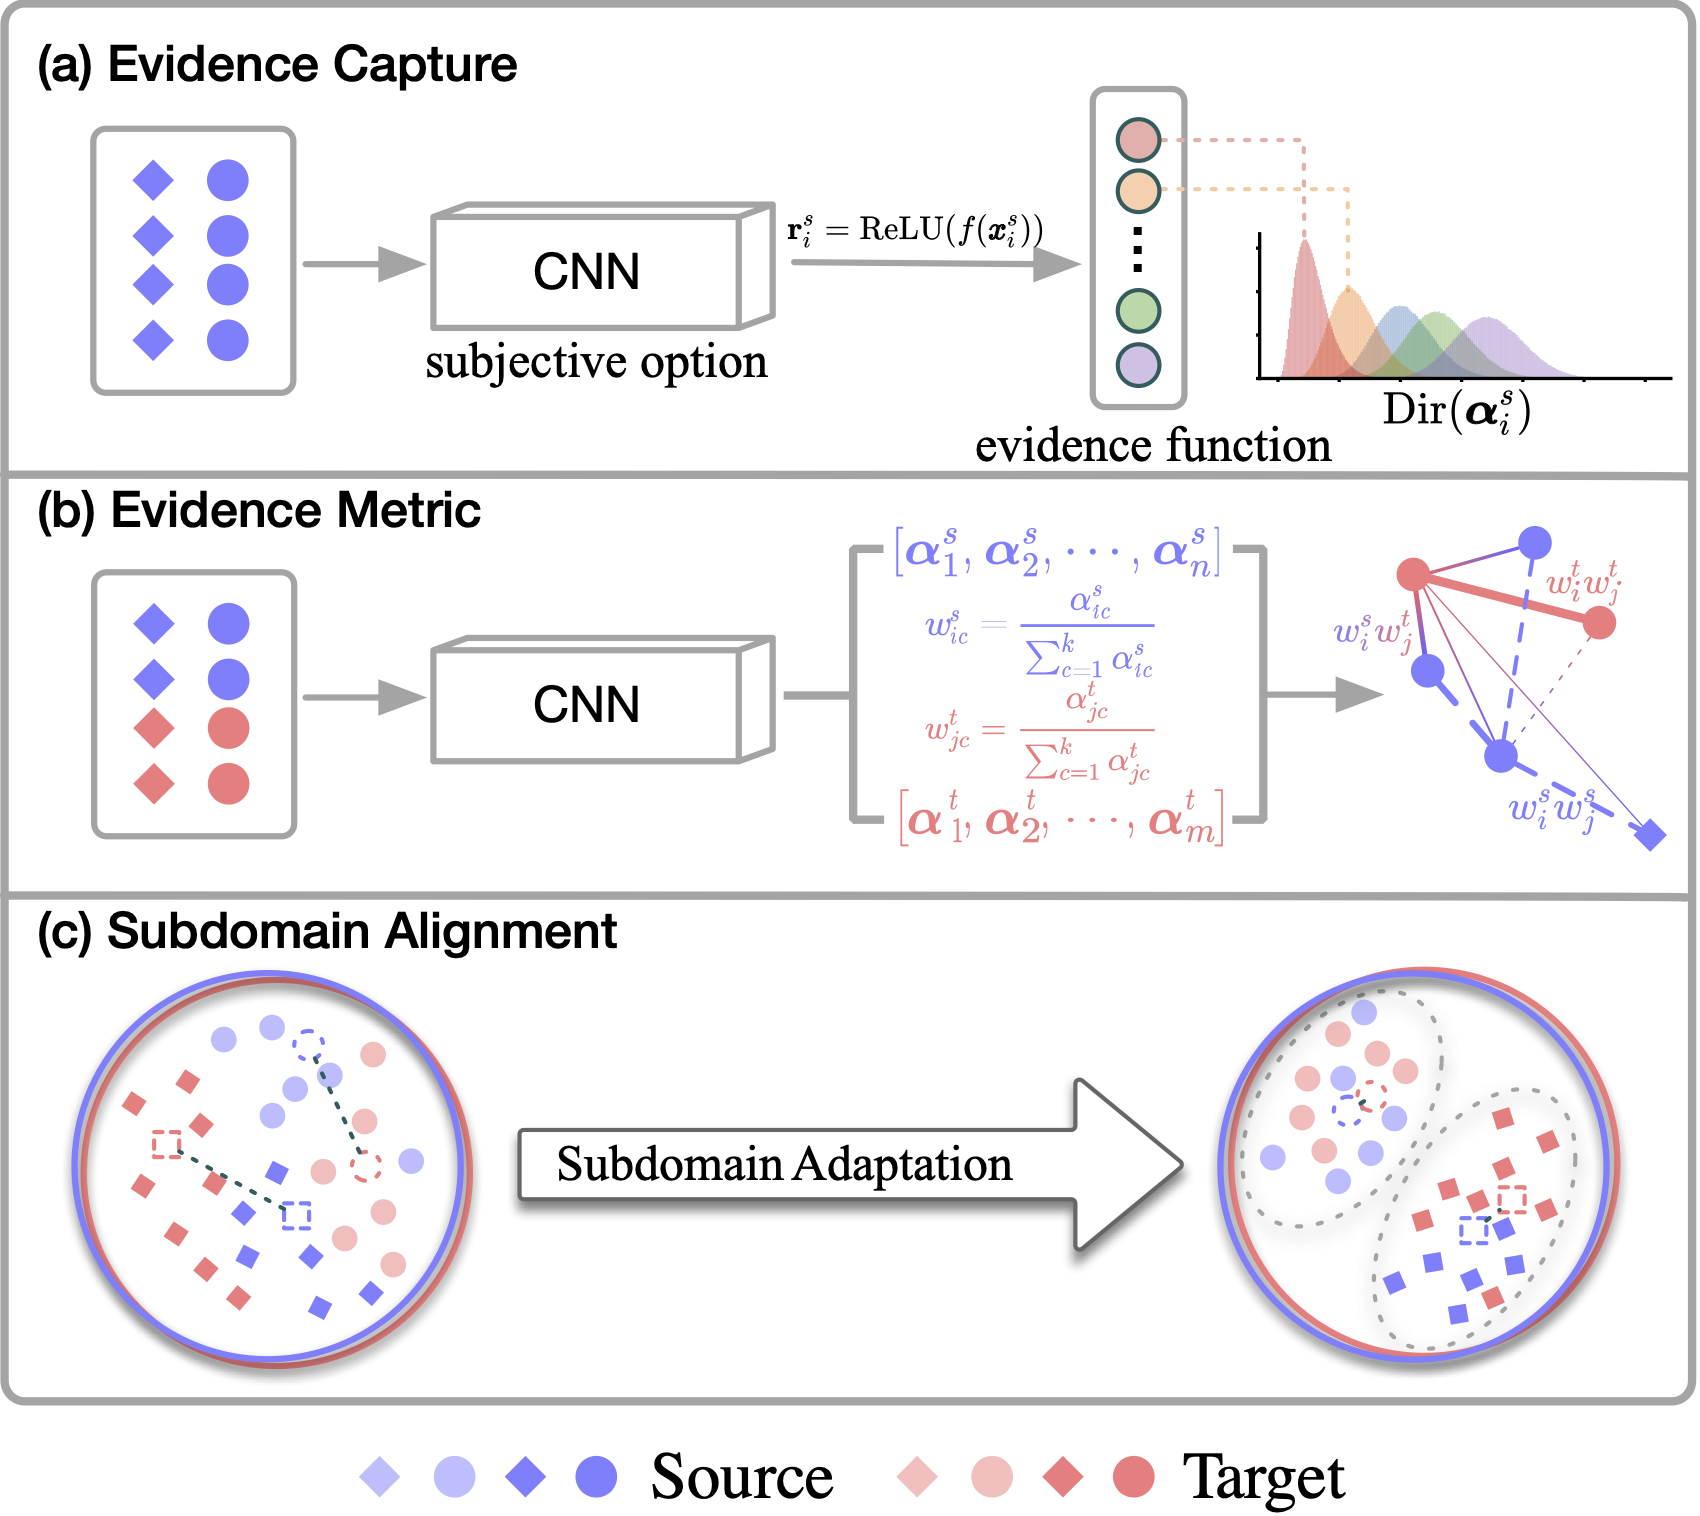 (a) Evidence Capture
CNN
subjective option
$\mathbf{r}_i^s = \mathrm{ReLU}(f(\boldsymbol{x}_i^s))$
evidence function
$\mathrm{Dir}(\boldsymbol{\alpha}_i^s)$
(b) Evidence Metric
CNN
$[\boldsymbol{\alpha}_1^s, \boldsymbol{\alpha}_2^s, \cdots, \boldsymbol{\alpha}_n^s]$
$w_{ic}^s = \frac{\alpha_{ic}^s}{\sum_{c=1}^k \alpha_{ic}^s}$
$w_{jc}^t = \frac{\alpha_{jc}^t}{\sum_{c=1}^k \alpha_{jc}^t}$
$[\boldsymbol{\alpha}_1^t, \boldsymbol{\alpha}_2^t, \cdots, \boldsymbol{\alpha}_m^t]$
$w_i^t w_j^t$
$w_i^s w_j^t$
$w_i^s w_j^s$
(c) Subdomain Alignment
Subdomain Adaptation
Source
Target